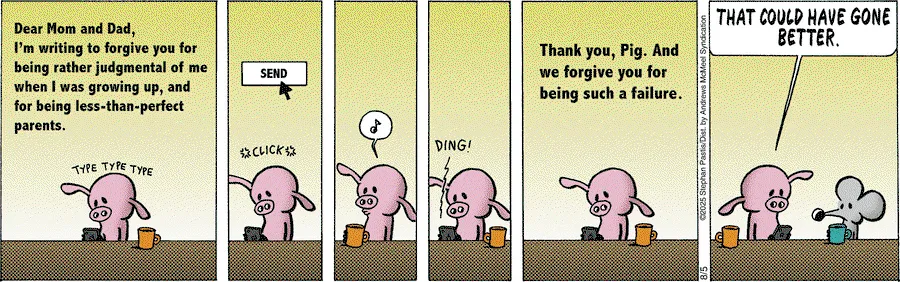 Dear Mom and Dad,
I'm writing to forgive you for
being rather judgmental of me
when I was growing up, and
for being less-than-perfect
parents.
TYPE TYPE TYPE
SEND
CLICK
DING!
Thank you, Pig. And
we forgive you for
being such a failure.
©2025 Stephan Pastis/Dist. by Andrews McMeel Syndication
8/5
THAT COULD HAVE GONE
BETTER.